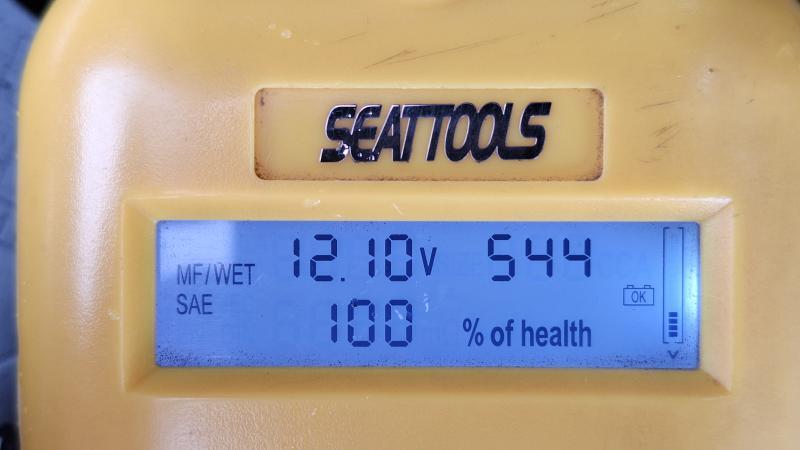 SEATTOOLS
MF/WET 12.10V 544
SAE 100 % of health OK